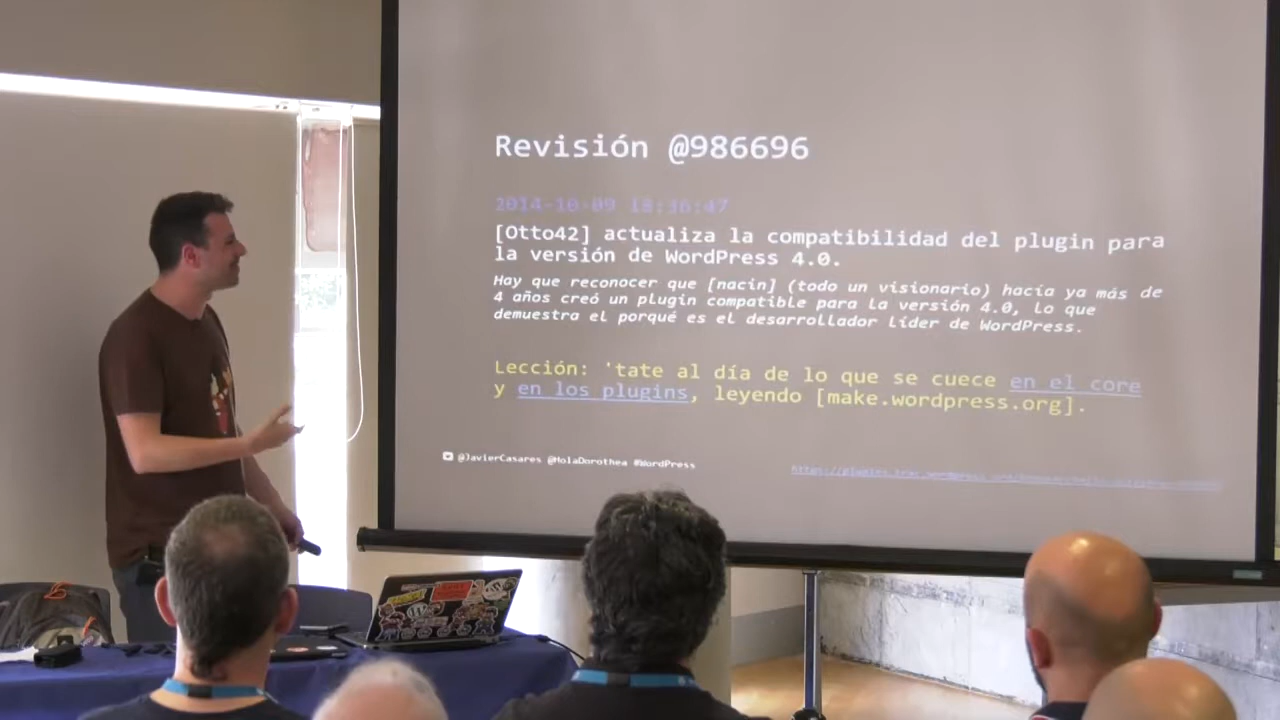 Revisión @986696
2014-10-09 18:36:47
[Otto42] actualiza la compatibilidad del plugin para
la versión de WordPress 4.0.
Hay que reconocer que [nacin] (todo un visionario) hacía ya más de
4 años creó un plugin compatible para la versión 4.0, lo que
demuestra el porqué es el desarrollador líder de WordPress.
Lección: 'tate al día de lo que se cuece en el core
y en los plugins, leyendo [make.wordpress.org].
@JavierCasares @HolaDorothea #WordPress